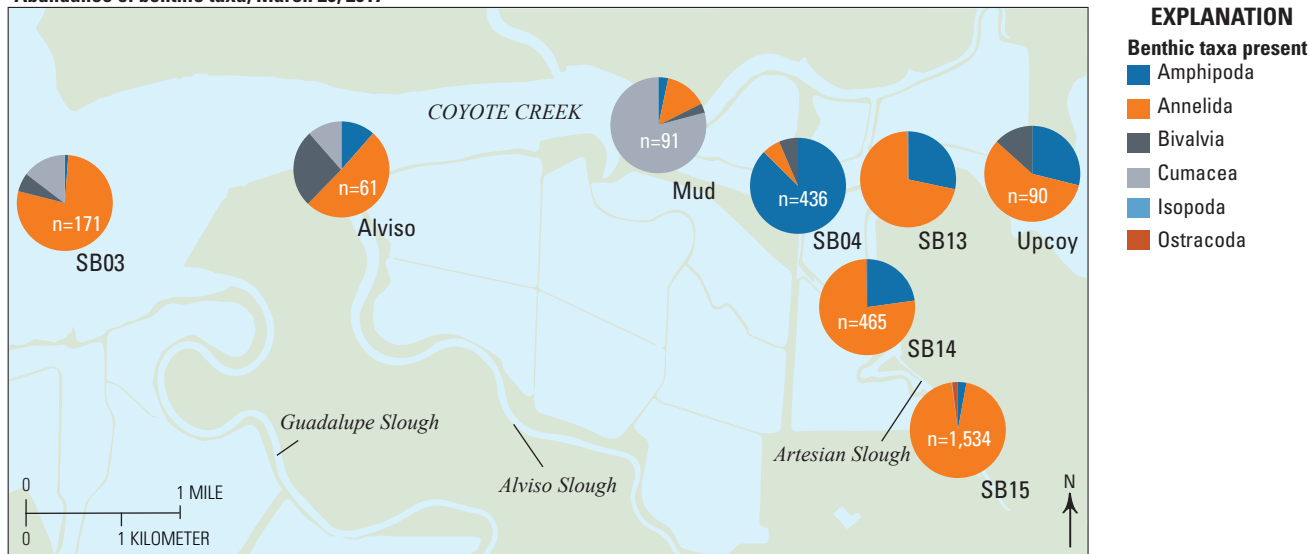 EXPLANATION
Benthic taxa present
Amphipoda
Annelida
Bivalvia
Cumacea
Isopoda
Ostracoda
COYOTE CREEK
n=171
SB03
n=61
Alviso
n=91
Mud
n=436
SB04
SB13
n=90
Upcoy
n=465
SB14
n=1,534
SB15
Guadalupe Slough
Alviso Slough
Artesian Slough
0
1 MILE
0
1 KILOMETER
N